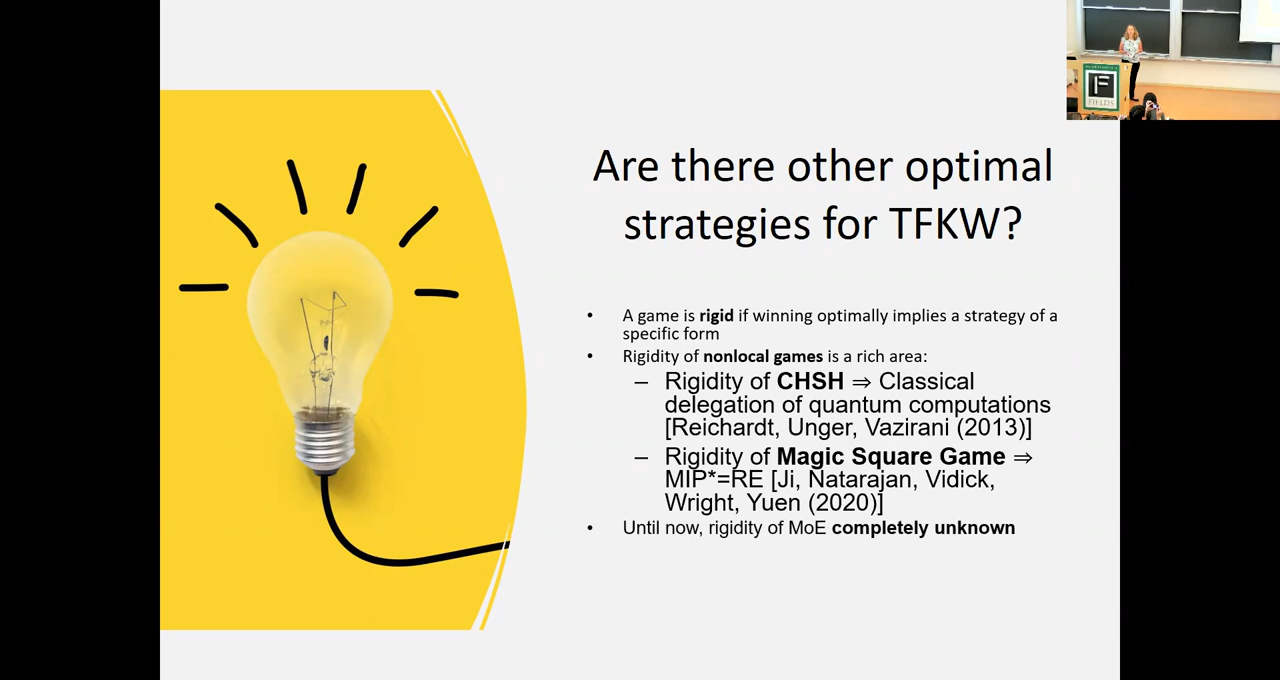 FIELDS
Are there other optimal
strategies for TFKW?
• A game is rigid if winning optimally implies a strategy of a
specific form
• Rigidity of nonlocal games is a rich area:
– Rigidity of CHSH ⇒ Classical
delegation of quantum computations
[Reichardt, Unger, Vazirani (2013)]
– Rigidity of Magic Square Game ⇒
MIP*=RE [Ji, Natarajan, Vidick,
Wright, Yuen (2020)]
• Until now, rigidity of MoE completely unknown